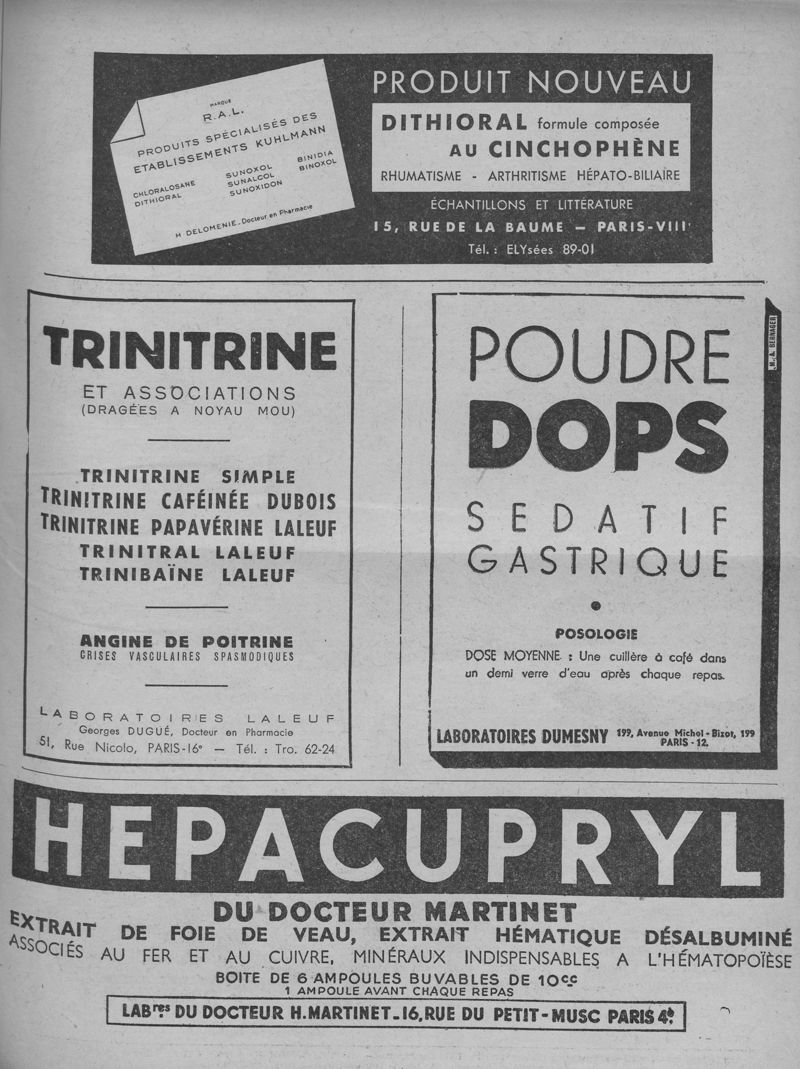 MARQUE
R.A.L.
PRODUITS SPÉCIALISÉS DES
ETABLISSEMENTS KUHLMANN
CHLORALOSANE SUNOXOL BINIDIA
DITHIORAL SUNALCOL BINOXOL
SUNOXIDON
H DELOMENIE, Docteur en Pharmacie
PRODUIT NOUVEAU
DITHIORAL formule composée
AU CINCHOPHÈNE
RHUMATISME - ARTHRITISME HÉPATO-BILIAIRE
ÉCHANTILLONS ET LITTÉRATURE
15, RUE DE LA BAUME — PARIS-VIII
Tél. : ELYsées 89-01
TRINITRINE
ET ASSOCIATIONS
(DRAGÉES A NOYAU MOU)
TRINITRINE SIMPLE
TRINITRINE CAFÉINÉE DUBOIS
TRINITRINE PAPAVÉRINE LALEUF
TRINITRAL LALEUF
TRINIBAÏNE LALEUF
ANGINE DE POITRINE
CRISES VASCULAIRES SPASMODIQUES
LABORATOIRES LALEUF
Georges DUGUÉ, Docteur en Pharmacie
51, Rue Nicolo, PARIS-16e — Tél. : Tro. 62-24
POUDRE
DOPS
SEDATIF
GASTRIQUE
POSOLOGIE
DOSE MOYENNE : Une cuillère à café dans
un demi verre d'eau après chaque repas.
LABORATOIRES DUMESNY 199, Avenue Michel-Bizot, 199
PARIS - 12.
BERNAGER
HEPACUPRYL
DU DOCTEUR MARTINET
EXTRAIT DE FOIE DE VEAU, EXTRAIT HÉMATIQUE DÉSALBUMINÉ
ASSOCIÉS AU FER ET AU CUIVRE, MINÉRAUX INDISPENSABLES A L'HÉMATOPOÏÈSE
BOITE DE 6 AMPOULES BUVABLES DE 10cc
1 AMPOULE AVANT CHAQUE REPAS
LABres DU DOCTEUR H.MARTINET_16,RUE DU PETIT-MUSC PARIS 4e